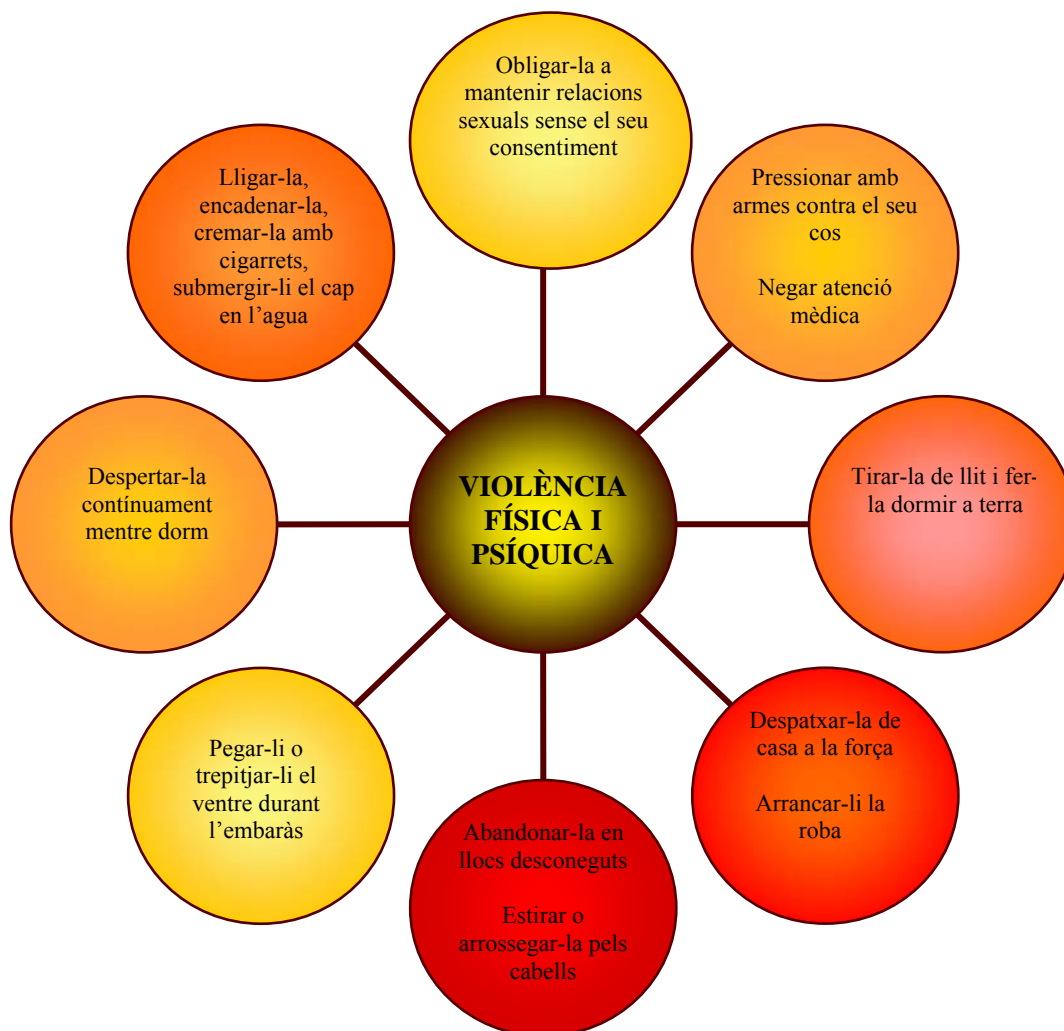 Obligar-la a
mantenir relacions
sexuals sense el seu
consentiment
Pressionar amb
armes contra el seu
cos
Negar atenció
mèdica
Tirar-la de llit i fer-
la dormir a terra
Despatxar-la de
casa a la força
Arrancar-li la
roba
Abandonar-la en
llocs desconeguts
Estirar o
arrossegar-la pels
cabells
Pegar-li o
trepitjar-li el
ventre durant
l’embaràs
Despertar-la
contínuament
mentre dorm
Lligar-la,
encadenar-la,
cremar-la amb
cigarrets,
submergir-li el cap
en l’agua
VIOLÈNCIA
FÍSICA I
PSÍQUICA